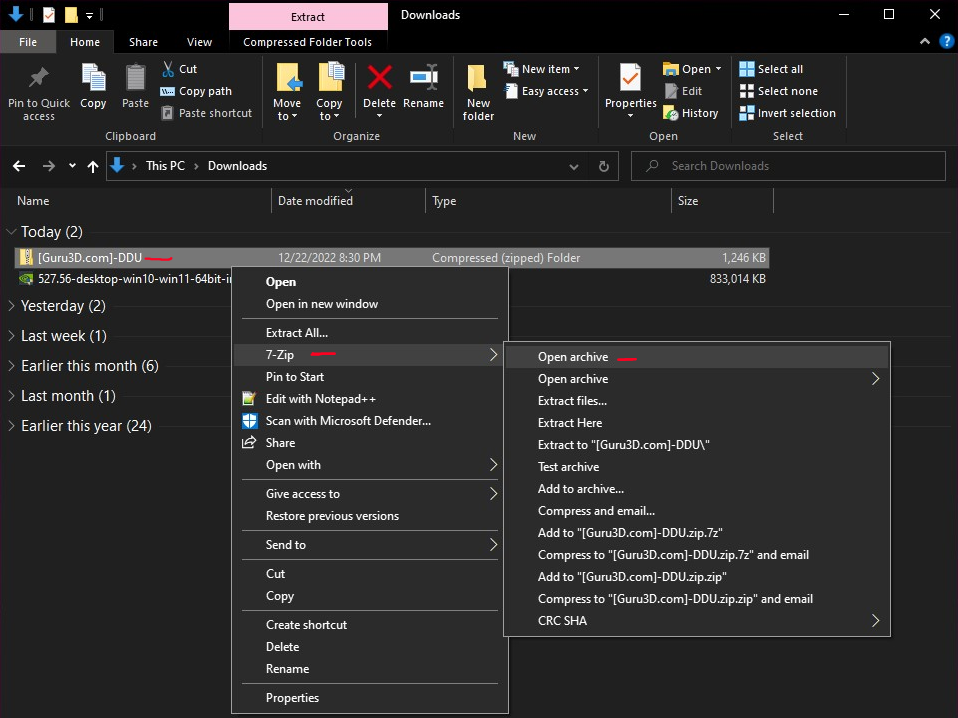 Extract
Downloads
File
Home
Share
View
Compressed Folder Tools
Pin to Quick access
Copy
Paste
Cut
Copy path
Paste shortcut
Clipboard
Move to
Copy to
Delete
Rename
Organize
New folder
New item
Easy access
New
Properties
Open
Edit
History
Open
Select all
Select none
Invert selection
Select
This PC > Downloads
Search Downloads
Name
Date modified
Type
Size
Today (2)
[Guru3D.com]-DDU 12/22/2022 8:30 PM Compressed (zipped) Folder 1,246 KB
527.56-desktop-win10-win11-64bit-in 833,014 KB
Yesterday (2)
Last week (1)
Earlier this month (6)
Last month (1)
Earlier this year (24)
Open
Open in new window
Extract All...
7-Zip
Pin to Start
Edit with Notepad++
Scan with Microsoft Defender...
Share
Open with
Give access to
Restore previous versions
Send to
Cut
Copy
Create shortcut
Delete
Rename
Properties
Open archive
Open archive
Extract files...
Extract Here
Extract to "[Guru3D.com]-DDU\"
Test archive
Add to archive...
Compress and email...
Add to "[Guru3D.com]-DDU.zip.7z"
Compress to "[Guru3D.com]-DDU.zip.7z" and email
Add to "[Guru3D.com]-DDU.zip.zip"
Compress to "[Guru3D.com]-DDU.zip.zip" and email
CRC SHA